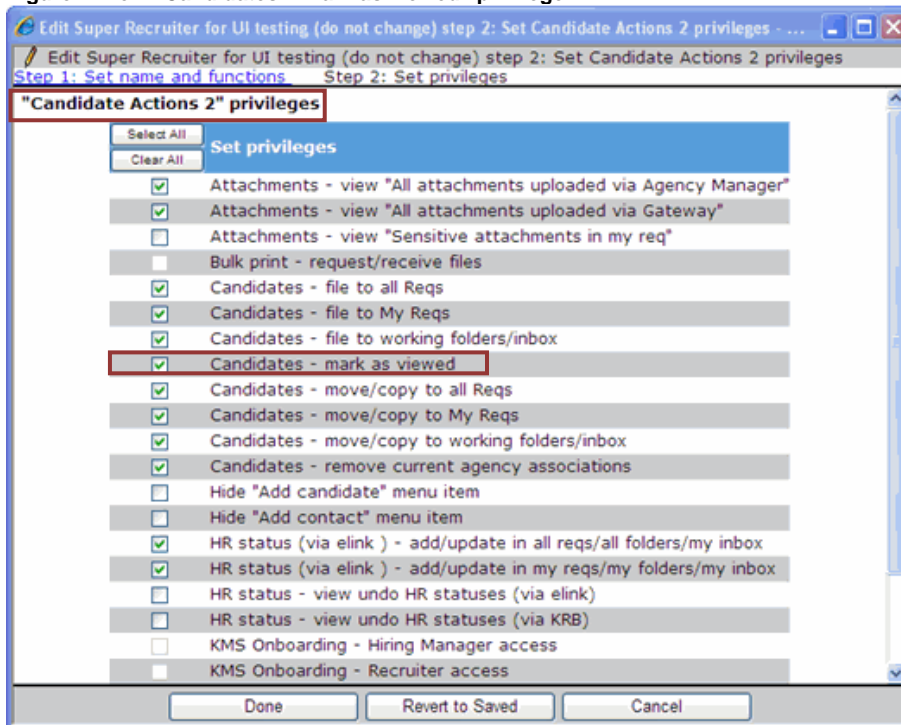 Edit Super Recruiter for UI testing (do not change) step 2: Set Candidate Actions 2 privileges - ...
Edit Super Recruiter for UI testing (do not change) step 2: Set Candidate Actions 2 privileges
Step 1: Set name and functions Step 2: Set privileges
"Candidate Actions 2" privileges
Select All
Clear All
Set privileges
Attachments - view "All attachments uploaded via Agency Manager"
Attachments - view "All attachments uploaded via Gateway"
Attachments - view "Sensitive attachments in my req"
Bulk print - request/receive files
Candidates - file to all Reqs
Candidates - file to My Reqs
Candidates - file to working folders/inbox
Candidates - mark as viewed
Candidates - move/copy to all Reqs
Candidates - move/copy to My Reqs
Candidates - move/copy to working folders/inbox
Candidates - remove current agency associations
Hide "Add candidate" menu item
Hide "Add contact" menu item
HR status (via elink ) - add/update in all reqs/all folders/my inbox
HR status (via elink ) - add/update in my reqs/my folders/my inbox
HR status - view undo HR statuses (via elink)
HR status - view undo HR statuses (via KRB)
KMS Onboarding - Hiring Manager access
KMS Onboarding - Recruiter access
Done Revert to Saved Cancel